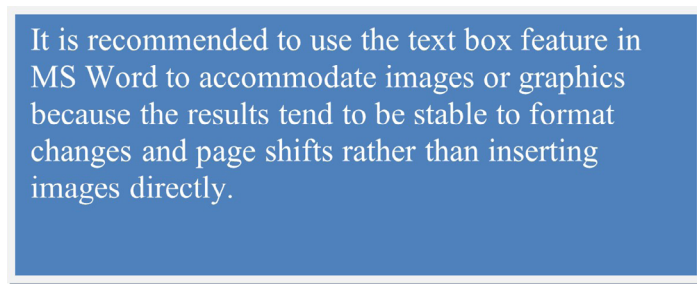 It is recommended to use the text box feature in
MS Word to accommodate images or graphics
because the results tend to be stable to format
changes and page shifts rather than inserting
images directly.